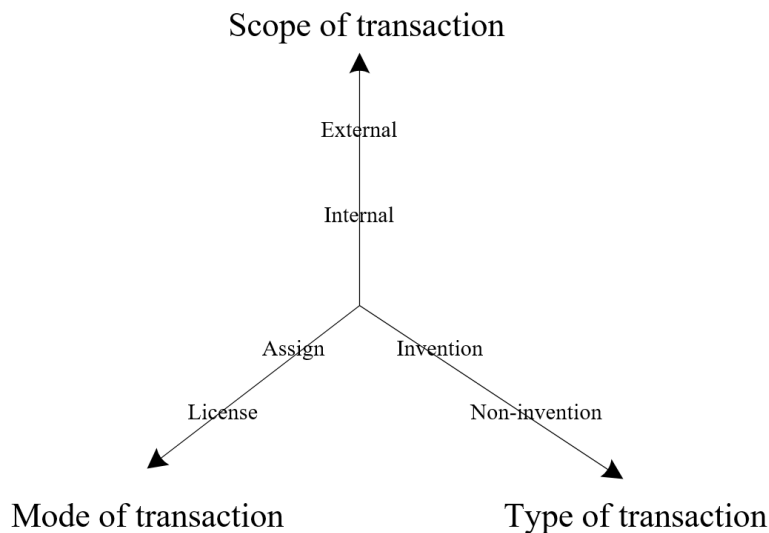 Scope of transaction
External
Internal
Assign
Invention
License
Non-invention
Mode of transaction
Type of transaction